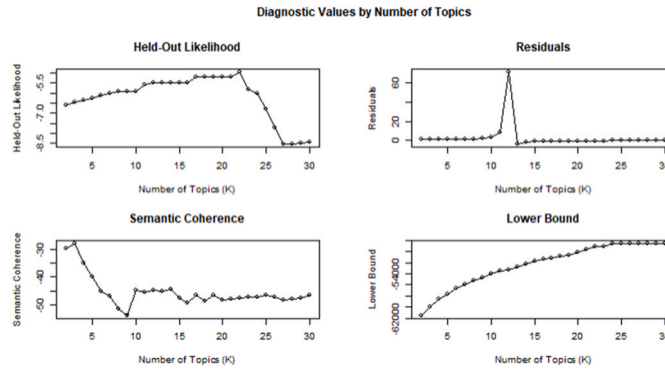 Diagnostic Values by Number of Topics
Held-Out Likelihood
Held-Out Likelihood
-5.5
-7.0
-8.5
5 10 15 20 25 30
Number of Topics (K)
Residuals
Residuals
60
20
0
5 10 15 20 25 30
Number of Topics (K)
Semantic Coherence
Semantic Coherence
-30
-40
-50
5 10 15 20 25 30
Number of Topics (K)
Lower Bound
Lower Bound
-54000
-62000
5 10 15 20 25 30
Number of Topics (K)